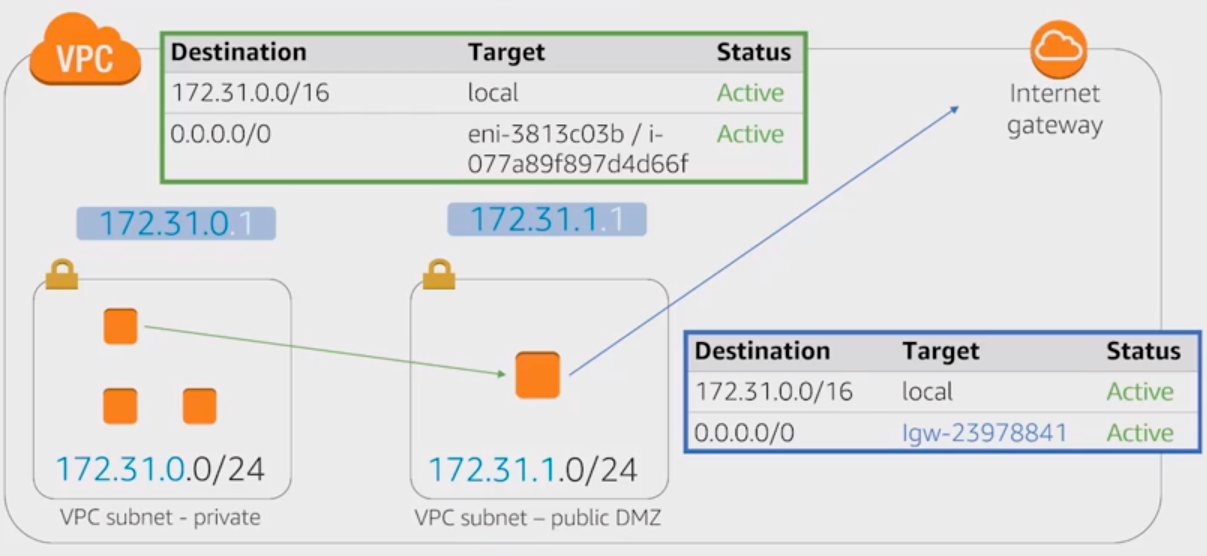 VPC
Destination Target Status
172.31.0.0/16 local Active
0.0.0.0/0 eni-3813c03b / i- Active
077a89f897d4d66f
Internet
gateway
172.31.0.1
172.31.1.1
Destination Target Status
172.31.0.0/16 local Active
0.0.0.0/0 Igw-23978841 Active
172.31.0.0/24
172.31.1.0/24
VPC subnet - private
VPC subnet – public DMZ